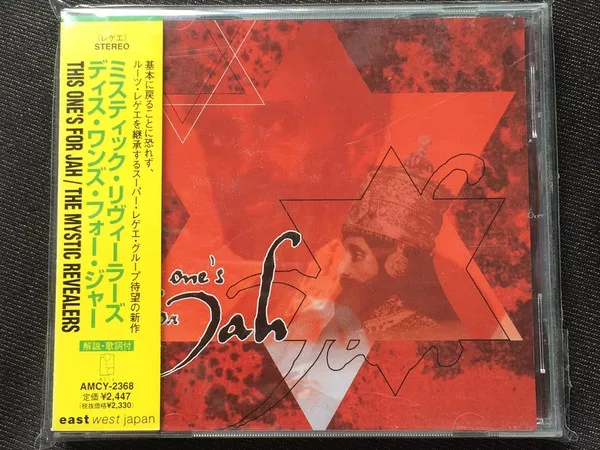 (レゲエ)
STEREO
ミスティック・リヴィーラーズ
ディス・ワンズ・フォー・ジャー
THIS ONE'S FOR JAH / THE MYSTIC REVEALERS
基本に戻ることに恐れず、
ルーツ・レゲエを継承するスーパー・レゲエ・グループ待望の新作
解説・歌詞付
AMCY-2368
定価¥2,447
(税抜価格¥2,330)
east west japan
one's
Jah
Jah